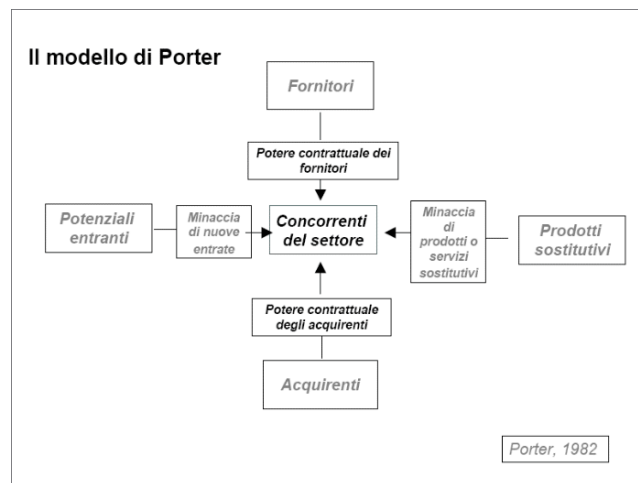 Il modello di Porter
Fornitori
Potere contrattuale dei
fornitori
Potenziali
entranti
Minaccia
di nuove
entrate
Concorrenti
del settore
Minaccia
di
prodotti o
servizi
sostitutivi
Prodotti
sostitutivi
Potere contrattuale
degli acquirenti
Acquirenti
Porter, 1982